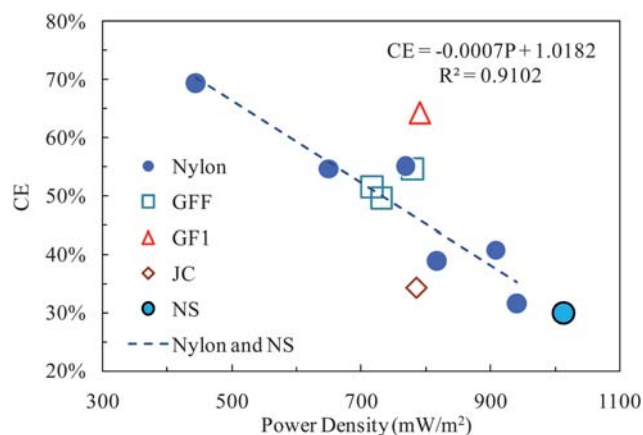 80%
70%
60%
50%
40%
30%
20%
CE
CE = -0.0007P + 1.0182
R² = 0.9102
Nylon
GFF
GF1
JC
NS
Nylon and NS
300 500 700 900 1100
Power Density (mW/m²)